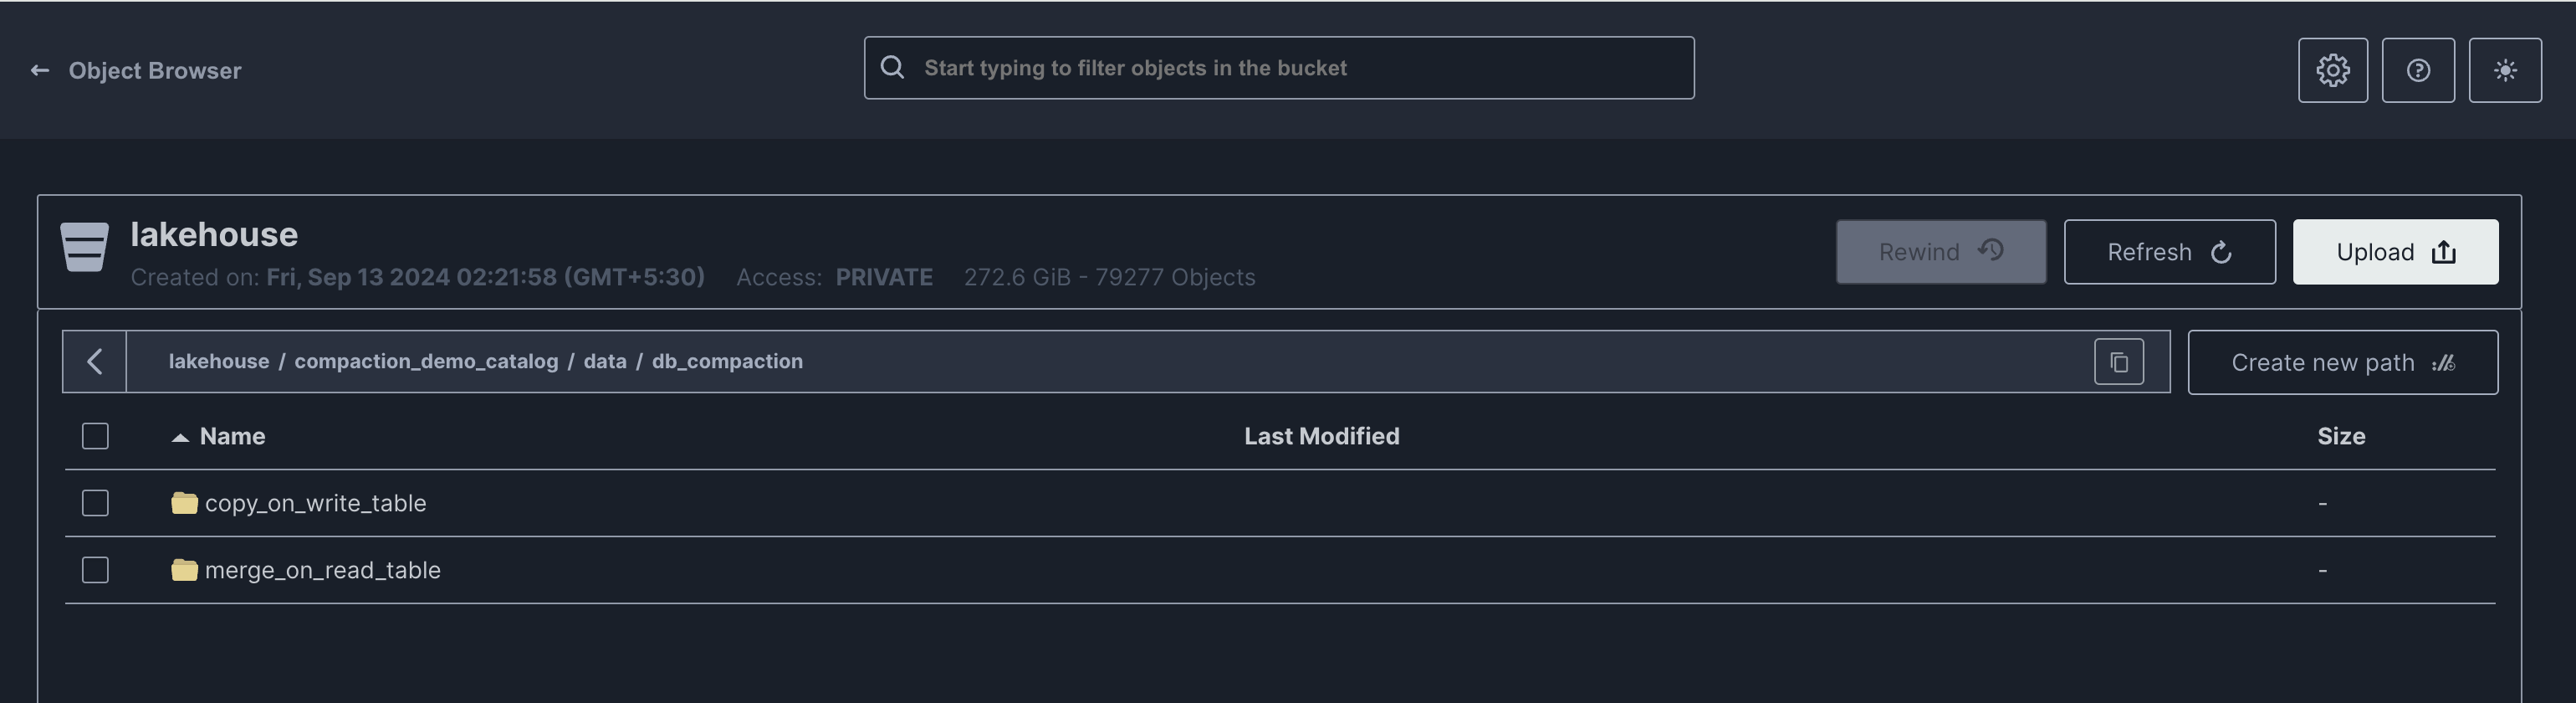 Object Browser
Start typing to filter objects in the bucket
lakehouse
Created on: Fri, Sep 13 2024 02:21:58 (GMT+5:30) Access: PRIVATE 272.6 GiB - 79277 Objects
Rewind
Refresh
Upload
lakehouse / compaction_demo_catalog / data / db_compaction
Create new path
Name Last Modified Size
copy_on_write_table -
merge_on_read_table -